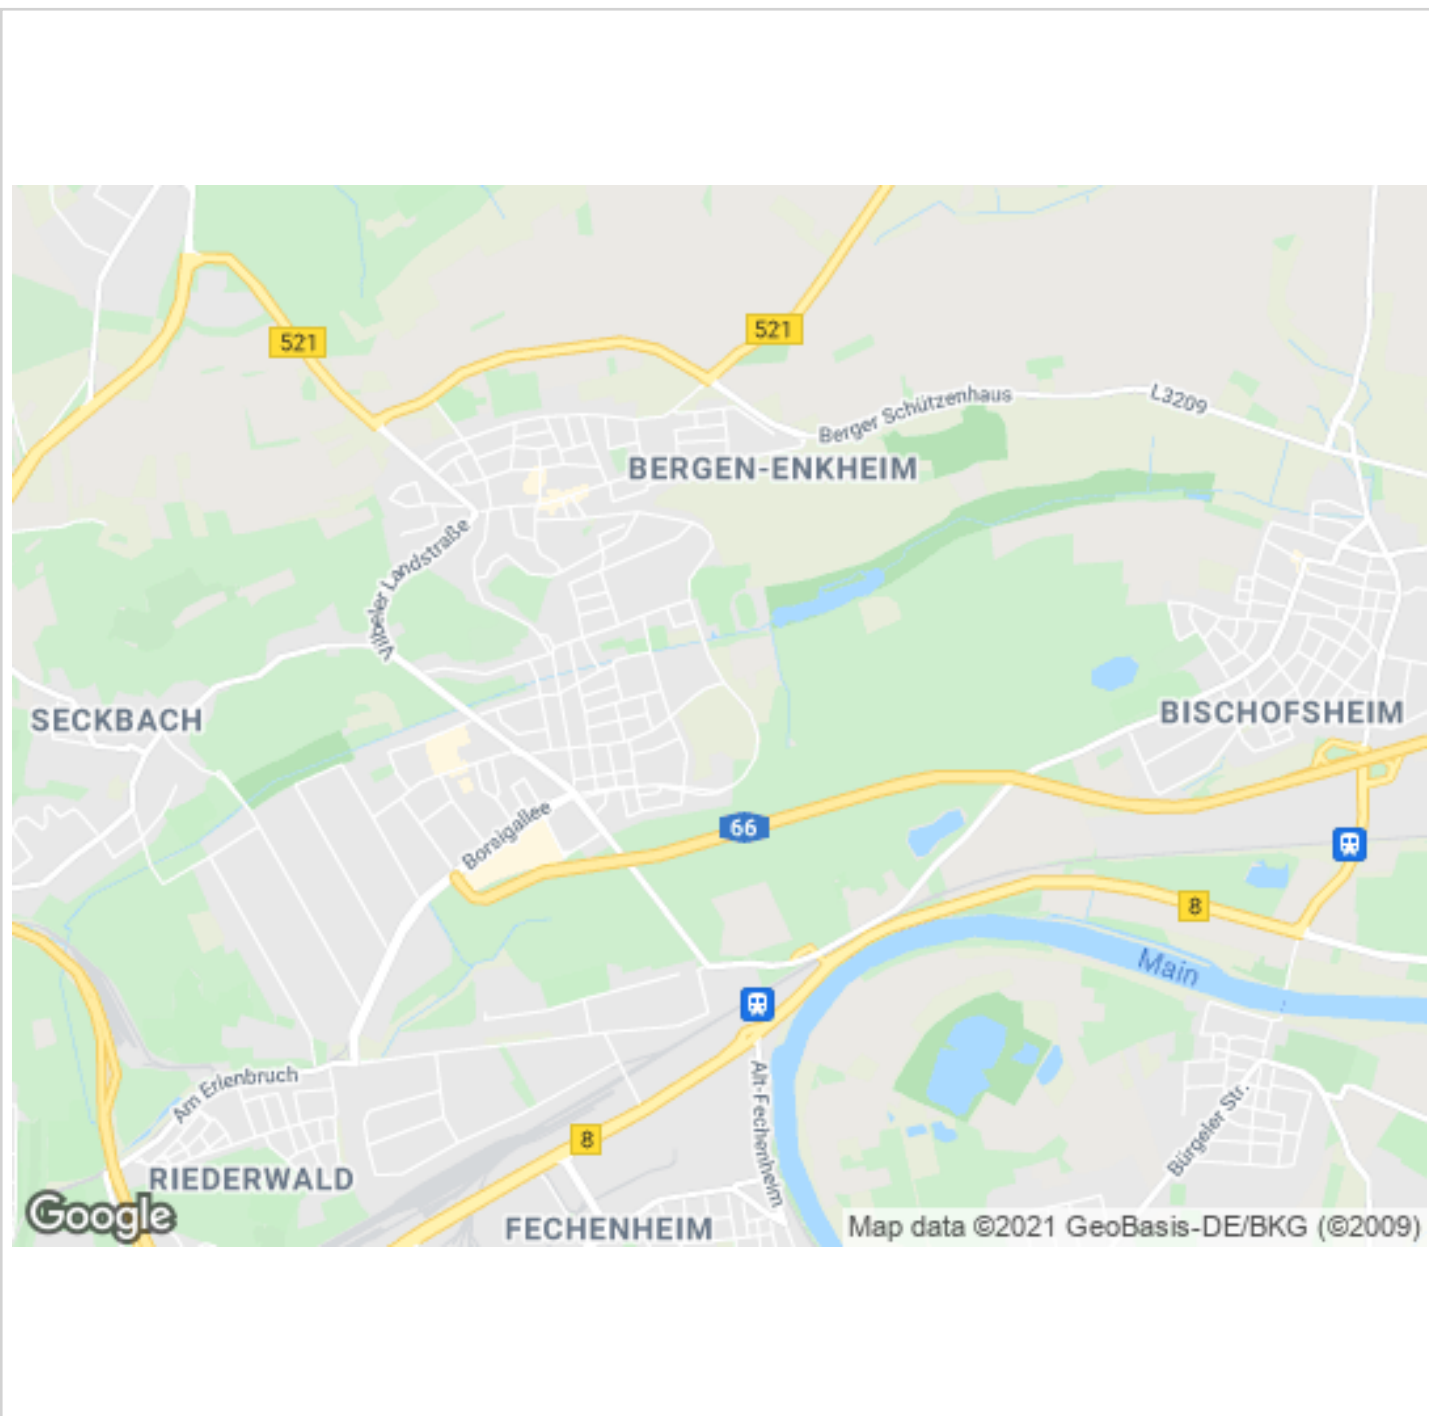 521
521
Berger Schützenhaus
L3209
BERGEN-ENKHEIM
Vilbeler Landstraße
SECKBACH
BISCHOFSHEIM
Borsigallee
66
8
Main
Am Erlenbruch
Alt-Fechenheim
Bürgeler Str.
8
RIEDERWALD
FECHENHEIM
Google
Map data ©2021 GeoBasis-DE/BKG (©2009)